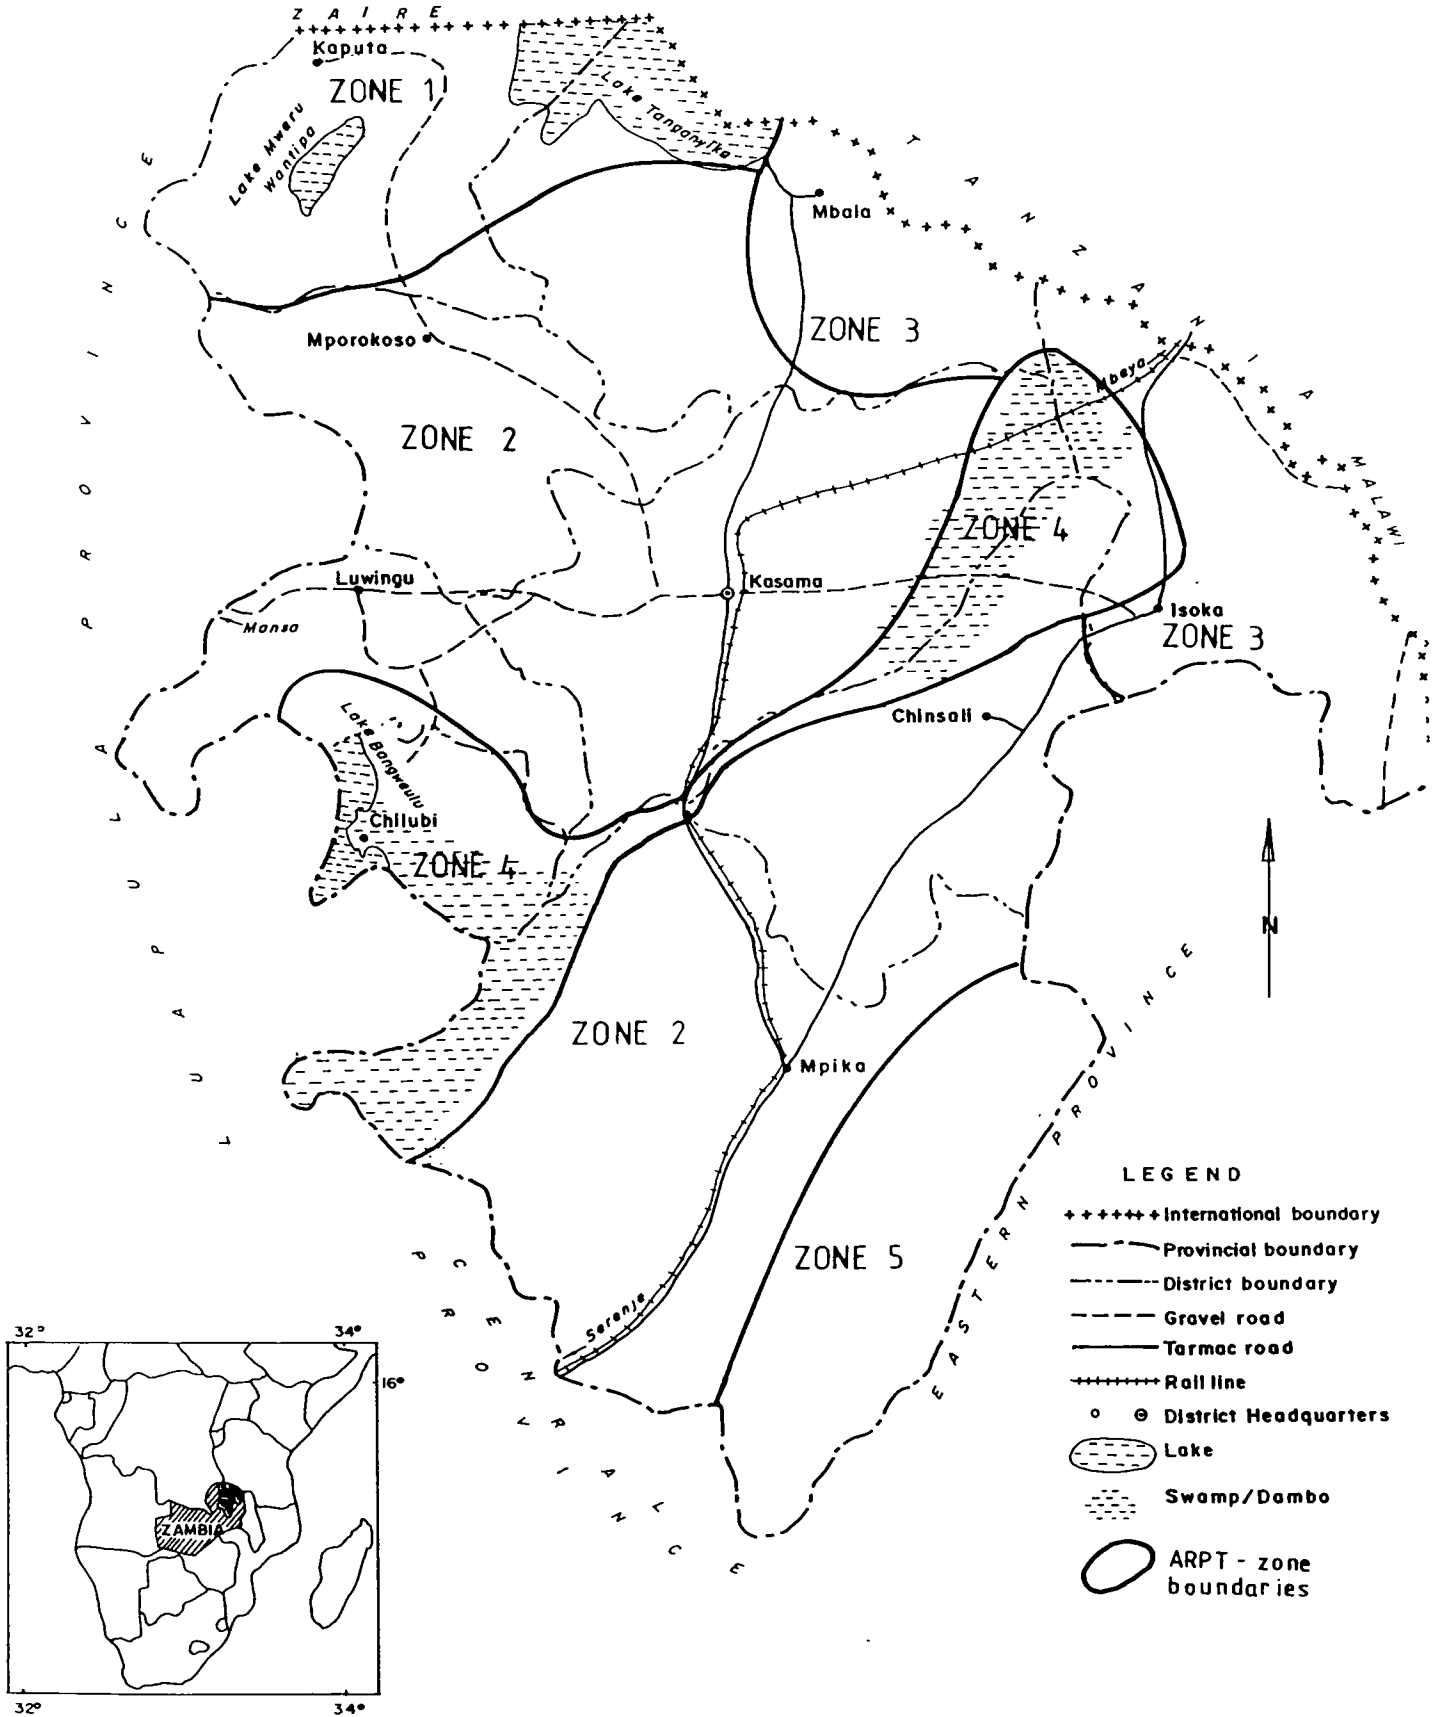 ZAIRE
Kaputa
ZONE 1
Lake Mweru
Wantipa
Lake Tanganyika
TANZANIA
Mbala
ZONE 3
Mporokoso
Mbeya
MALAWI
ZONE 2
ZONE 4
Luwingu
Kasama
Mansa
Isoka
ZONE 3
Chinsali
Lake Bangweulu
Chilubi
ZONE 4
LUAPULA PROVINCE
N
ZONE 2
Mpika
EASTERN PROVINCE
ZONE 5
Serenje
CENTRAL
PROVINCE
LEGEND
International boundary
Provincial boundary
District boundary
Gravel road
Tarmac road
Rail line
District Headquarters
Lake
Swamp/Dambo
ARPT - zone
boundaries
32° 34°
16°
ZAMBIA
32° 34°